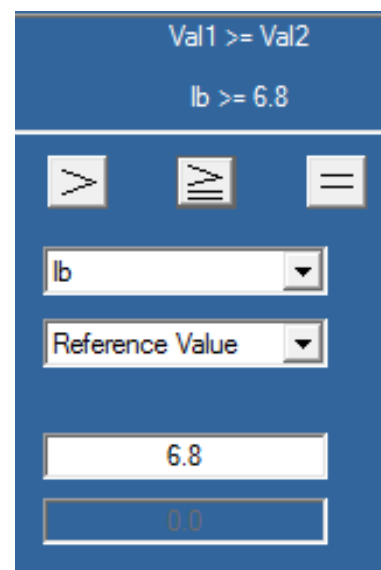 Val1 >= Val2
Ib >= 6.8
> ≧ =
Ib
Reference Value
6.8
0.0